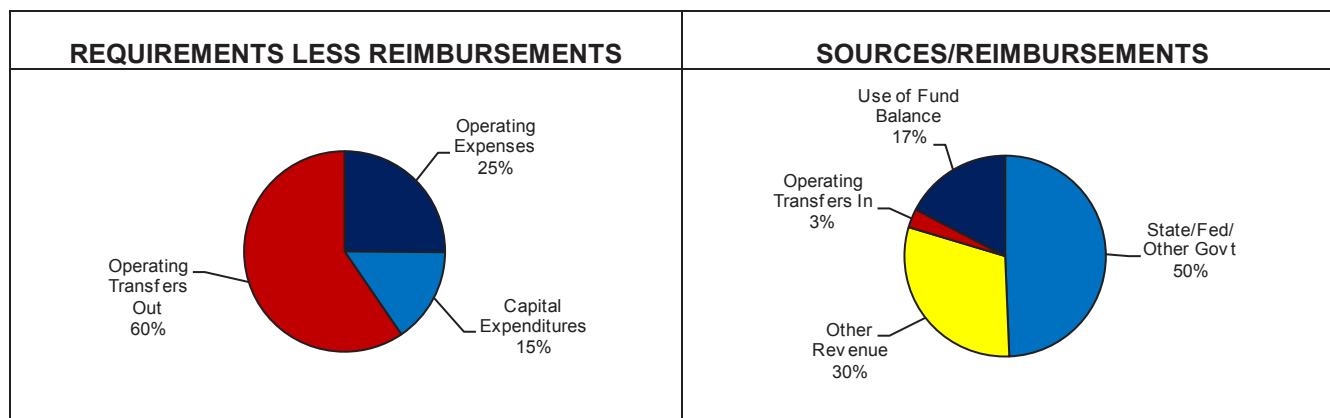 REQUIREMENTS LESS REIMBURSEMENTS
Operating
Expenses
25%
Capital
Expenditures
15%
Operating
Transfers
Out
60%
SOURCES/REIMBURSEMENTS
Use of Fund
Balance
17%
Operating
Transfers In
3%
State/Fed/
Other Govt
50%
Other
Revenue
30%